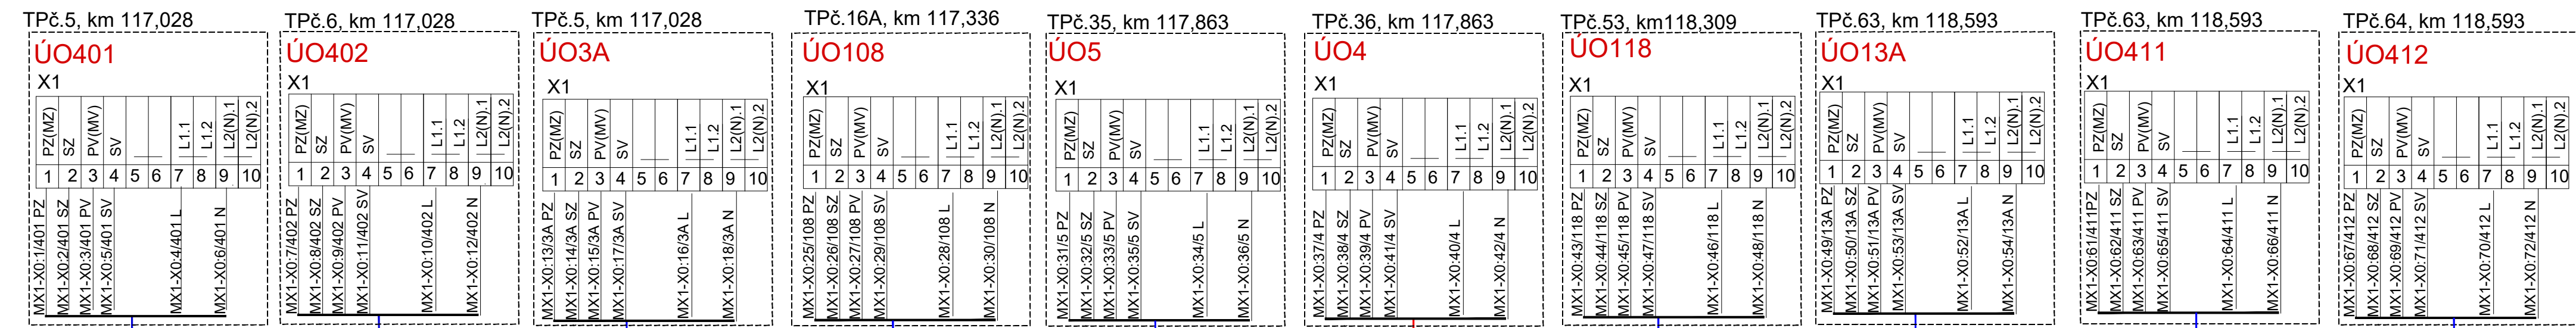 TPč.5, km 117,028
ÚO401
X1
PZ(MZ) SZ PV(MV) SV L1.1 L1.2 L2(N).1 L2(N).2
1 2 3 4 5 6 7 8 9 10
MX1-X0:1/401 PZ
MX1-X0:2/401 SZ
MX1-X0:3/401 PV
MX1-X0:5/401 SV
MX1-X0:4/401 L
MX1-X0:6/401 N
TPč.6, km 117,028
ÚO402
X1
PZ(MZ) SZ PV(MV) SV L1.1 L1.2 L2(N).1 L2(N).2
1 2 3 4 5 6 7 8 9 10
MX1-X0:7/402 PZ
MX1-X0:8/402 SZ
MX1-X0:9/402 PV
MX1-X0:11/402 SV
MX1-X0:10/402 L
MX1-X0:12/402 N
TPč.5, km 117,028
ÚO3A
X1
PZ(MZ) SZ PV(MV) SV L1.1 L1.2 L2(N).1 L2(N).2
1 2 3 4 5 6 7 8 9 10
MX1-X0:13/3A PZ
MX1-X0:14/3A SZ
MX1-X0:15/3A PV
MX1-X0:17/3A SV
MX1-X0:16/3A L
MX1-X0:18/3A N
TPč.16A, km 117,336
ÚO108
X1
PZ(MZ) SZ PV(MV) SV L1.1 L1.2 L2(N).1 L2(N).2
1 2 3 4 5 6 7 8 9 10
MX1-X0:25/108 PZ
MX1-X0:26/108 SZ
MX1-X0:27/108 PV
MX1-X0:29/108 SV
MX1-X0:28/108 L
MX1-X0:30/108 N
TPč.35, km 117,863
ÚO5
X1
PZ(MZ) SZ PV(MV) SV L1.1 L1.2 L2(N).1 L2(N).2
1 2 3 4 5 6 7 8 9 10
MX1-X0:31/5 PZ
MX1-X0:32/5 SZ
MX1-X0:33/5 PV
MX1-X0:35/5 SV
MX1-X0:34/5 L
MX1-X0:36/5 N
TPč.36, km 117,863
ÚO4
X1
PZ(MZ) SZ PV(MV) SV L1.1 L1.2 L2(N).1 L2(N).2
1 2 3 4 5 6 7 8 9 10
MX1-X0:37/4 PZ
MX1-X0:38/4 SZ
MX1-X0:39/4 PV
MX1-X0:41/4 SV
MX1-X0:40/4 L
MX1-X0:42/4 N
TPč.53, km118,309
ÚO118
X1
PZ(MZ) SZ PV(MV) SV L1.1 L1.2 L2(N).1 L2(N).2
1 2 3 4 5 6 7 8 9 10
MX1-X0:43/118 PZ
MX1-X0:44/118 SZ
MX1-X0:45/118 PV
MX1-X0:47/118 SV
MX1-X0:46/118 L
MX1-X0:48/118 N
TPč.63, km 118,593
ÚO13A
X1
PZ(MZ) SZ PV(MV) SV L1.1 L1.2 L2(N).1 L2(N).2
1 2 3 4 5 6 7 8 9 10
MX1-X0:49/13A PZ
MX1-X0:50/13A SZ
MX1-X0:51/13A PV
MX1-X0:53/13A SV
MX1-X0:52/13A L
MX1-X0:54/13A N
TPč.63, km 118,593
ÚO411
X1
PZ(MZ) SZ PV(MV) SV L1.1 L1.2 L2(N).1 L2(N).2
1 2 3 4 5 6 7 8 9 10
MX1-X0:61/411PZ
MX1-X0:62/411 SZ
MX1-X0:63/411 PV
MX1-X0:65/411 SV
MX1-X0:64/411 L
MX1-X0:66/411 N
TPč.64, km 118,593
ÚO412
X1
PZ(MZ) SZ PV(MV) SV L1.1 L1.2 L2(N).1 L2(N).2
1 2 3 4 5 6 7 8 9 10
MX1-X0:67/412 PZ
MX1-X0:68/412 SZ
MX1-X0:69/412 PV
MX1-X0:71/412 SV
MX1-X0:70/412 L
MX1-X0:72/412 N